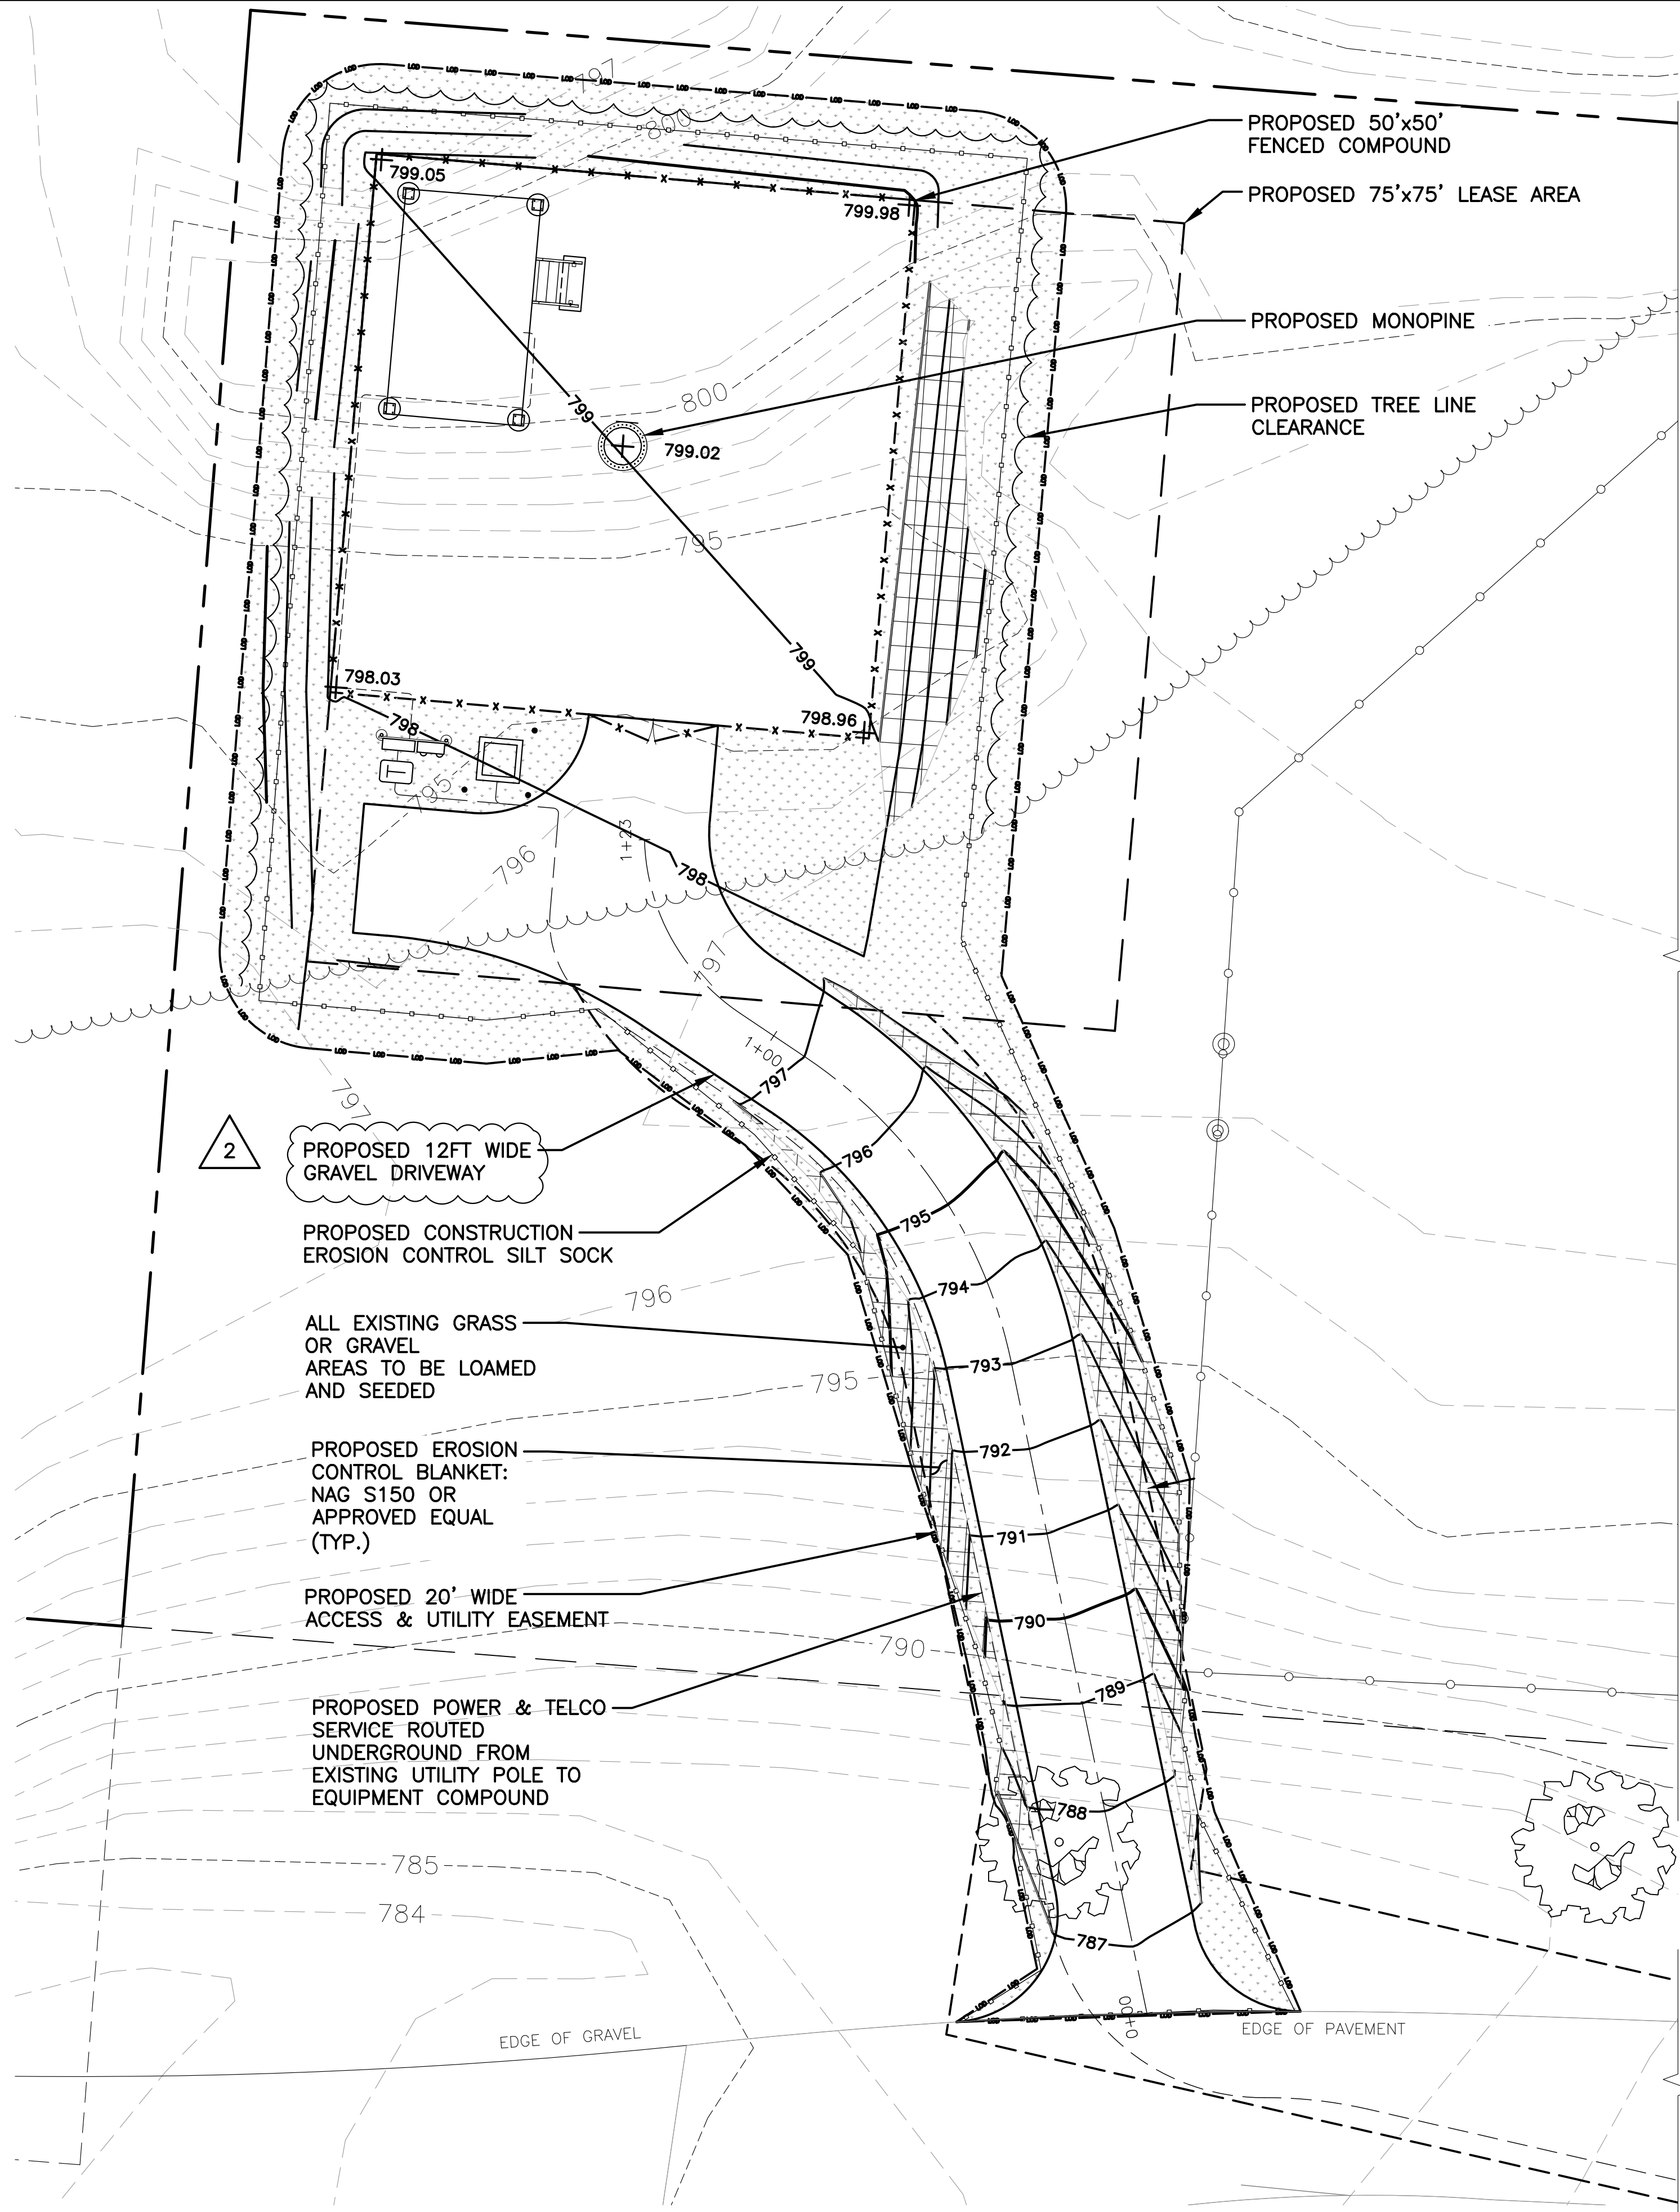 797
800
799.05
799.98
PROPOSED 50'x50'
FENCED COMPOUND
PROPOSED 75'x75' LEASE AREA
PROPOSED MONOPINE
PROPOSED TREE LINE
CLEARANCE
800
799
799.02
795
799
798.03
798
798.96
795
796
1+23
798
797
1+00
797
797
2
PROPOSED 12FT WIDE
GRAVEL DRIVEWAY
796
PROPOSED CONSTRUCTION
EROSION CONTROL SILT SOCK
795
794
796
ALL EXISTING GRASS
OR GRAVEL
AREAS TO BE LOAMED
AND SEEDED
793
795
PROPOSED EROSION
CONTROL BLANKET:
NAG S150 OR
APPROVED EQUAL
(TYP.)
792
791
PROPOSED 20' WIDE
ACCESS & UTILITY EASEMENT
790
790
789
PROPOSED POWER & TELCO
SERVICE ROUTED
UNDERGROUND FROM
EXISTING UTILITY POLE TO
EQUIPMENT COMPOUND
788
785
784
787
0+00
EDGE OF GRAVEL
EDGE OF PAVEMENT
LOD